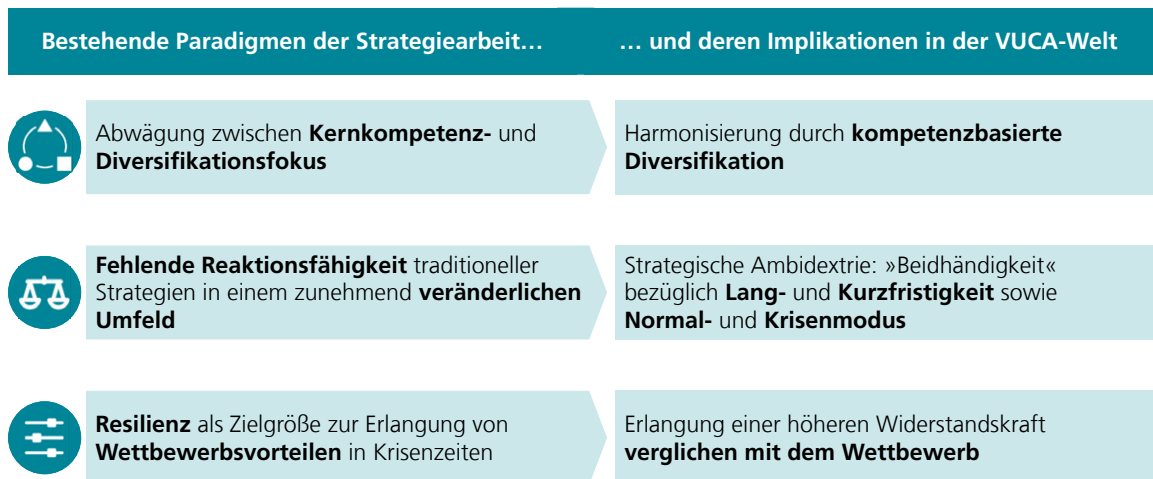 Bestehende Paradigmen der Strategiearbeit…
… und deren Implikationen in der VUCA-Welt
Abwägung zwischen Kernkompetenz- und
Diversifikationsfokus
Harmonisierung durch kompetenzbasierte
Diversifikation
Fehlende Reaktionsfähigkeit traditioneller
Strategien in einem zunehmend veränderlichen
Umfeld
Strategische Ambidextrie: »Beidhändigkeit«
bezüglich Lang- und Kurzfristigkeit sowie
Normal- und Krisenmodus
Resilienz als Zielgröße zur Erlangung von
Wettbewerbsvorteilen in Krisenzeiten
Erlangung einer höheren Widerstandskraft
verglichen mit dem Wettbewerb